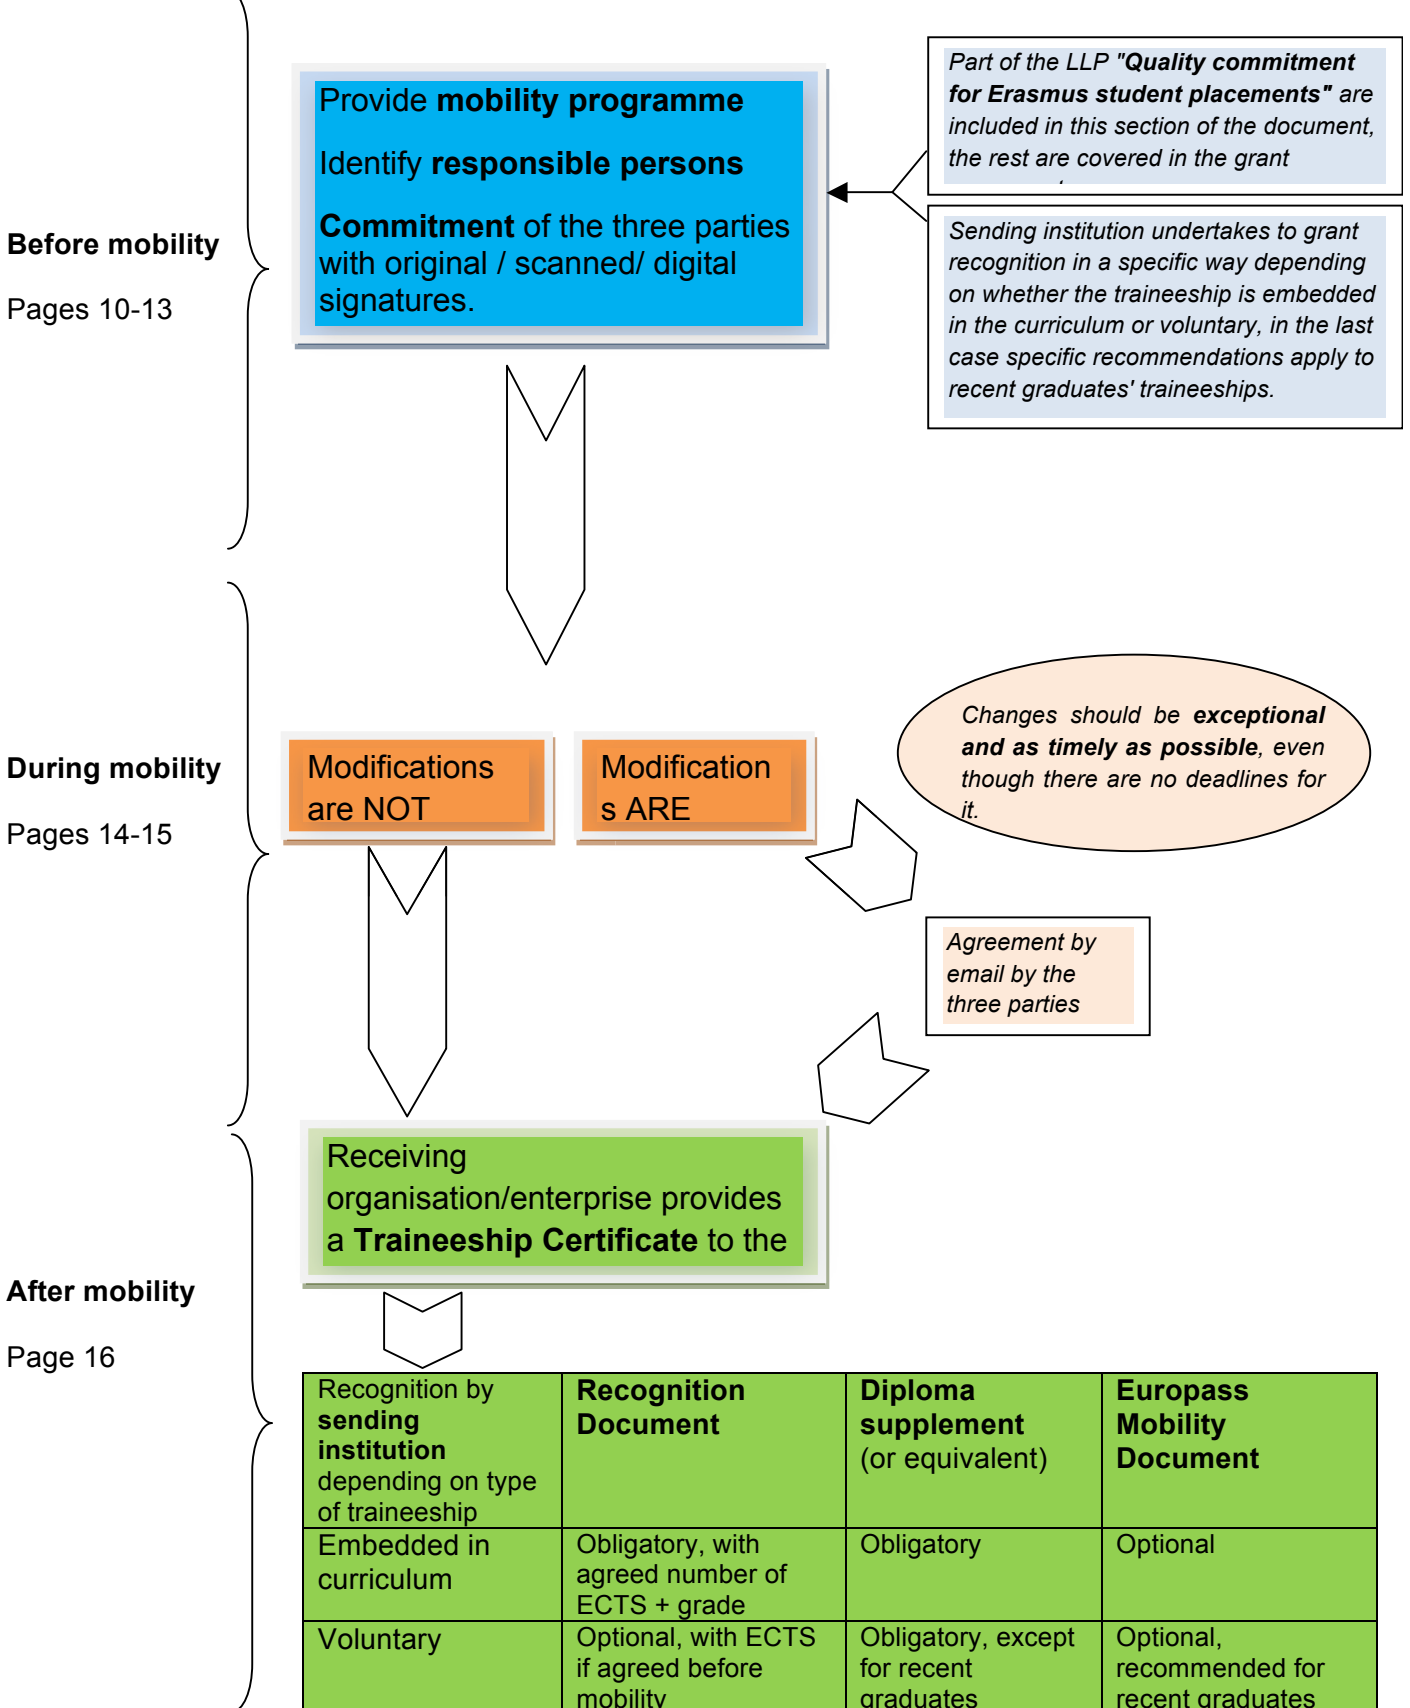 Part of the LLP "Quality commitment
for Erasmus student placements" are
included in this section of the document,
the rest are covered in the grant
Provide mobility programme
Identify responsible persons
Commitment of the three parties
with original / scanned/ digital
signatures.
Sending institution undertakes to grant
recognition in a specific way depending
on whether the traineeship is embedded
in the curriculum or voluntary, in the last
case specific recommendations apply to
recent graduates' traineeships.
Before mobility
Pages 10-13
Changes should be exceptional
and as timely as possible, even
though there are no deadlines for
it.
During mobility
Pages 14-15
Modifications
are NOT
Modification
s ARE
Agreement by
email by the
three parties
Receiving
organisation/enterprise provides
a Traineeship Certificate to the
After mobility
Page 16
Recognition by
sending
institution
depending on type
of traineeship
Recognition
Document
Diploma
supplement
(or equivalent)
Europass
Mobility
Document
Embedded in
curriculum
Obligatory, with
agreed number of
ECTS + grade
Obligatory
Optional
Voluntary
Optional, with ECTS
if agreed before
mobility
Obligatory, except
for recent
graduates
Optional,
recommended for
recent graduates